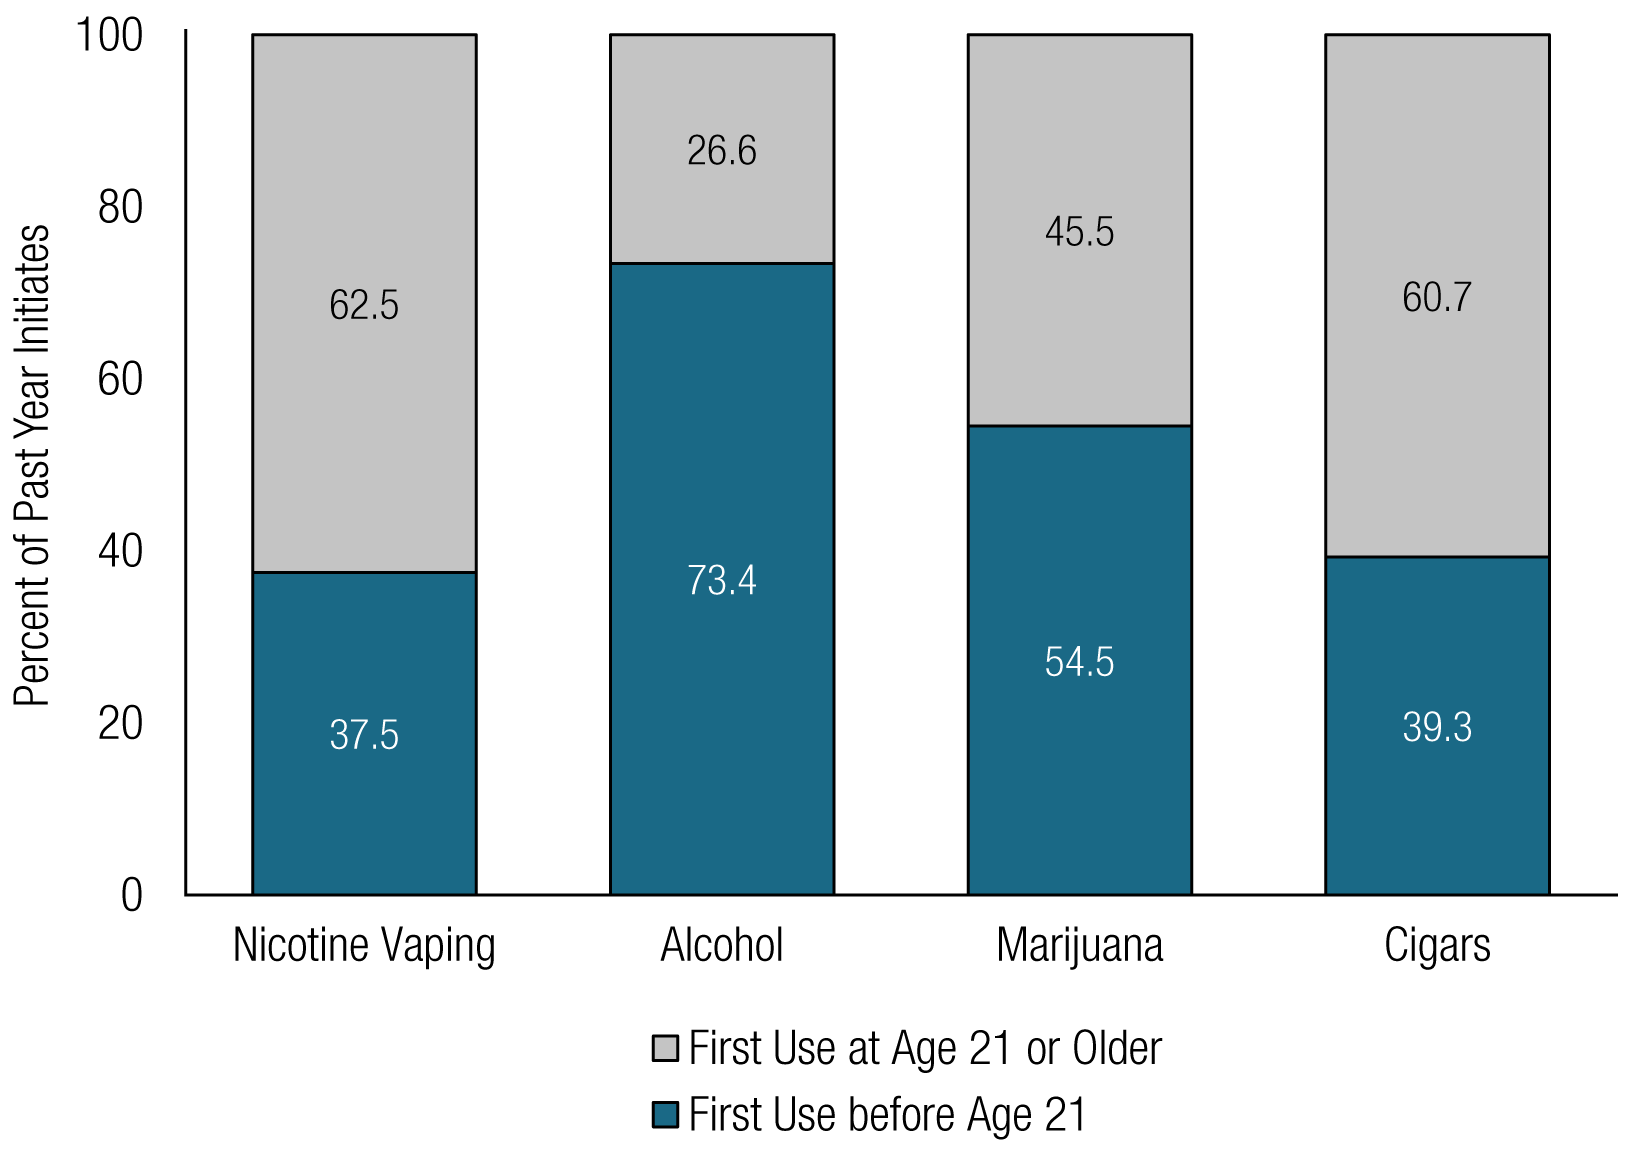 Percent of Past Year Initiates
100
80
60
40
20
0
62.5
26.6
45.5
60.7
37.5
73.4
54.5
39.3
Nicotine Vaping
Alcohol
Marijuana
Cigars
First Use at Age 21 or Older
First Use before Age 21